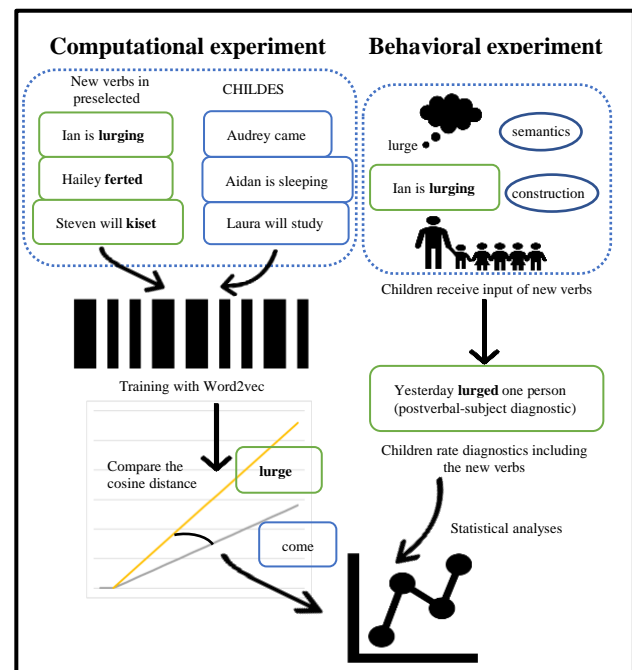 Computational experiment
New verbs in
preselected
Ian is lurging
Hailey ferted
Steven will kiset
CHILDES
Audrey came
Aidan is sleeping
Laura will study
Training with Word2vec
Compare the
cosine distance
lurge
come
Behavioral experiment
lurge
semantics
Ian is lurging
construction
Children receive input of new verbs
Yesterday lurged one person
(postverbal-subject diagnostic)
Children rate diagnostics including
the new verbs
Statistical analyses